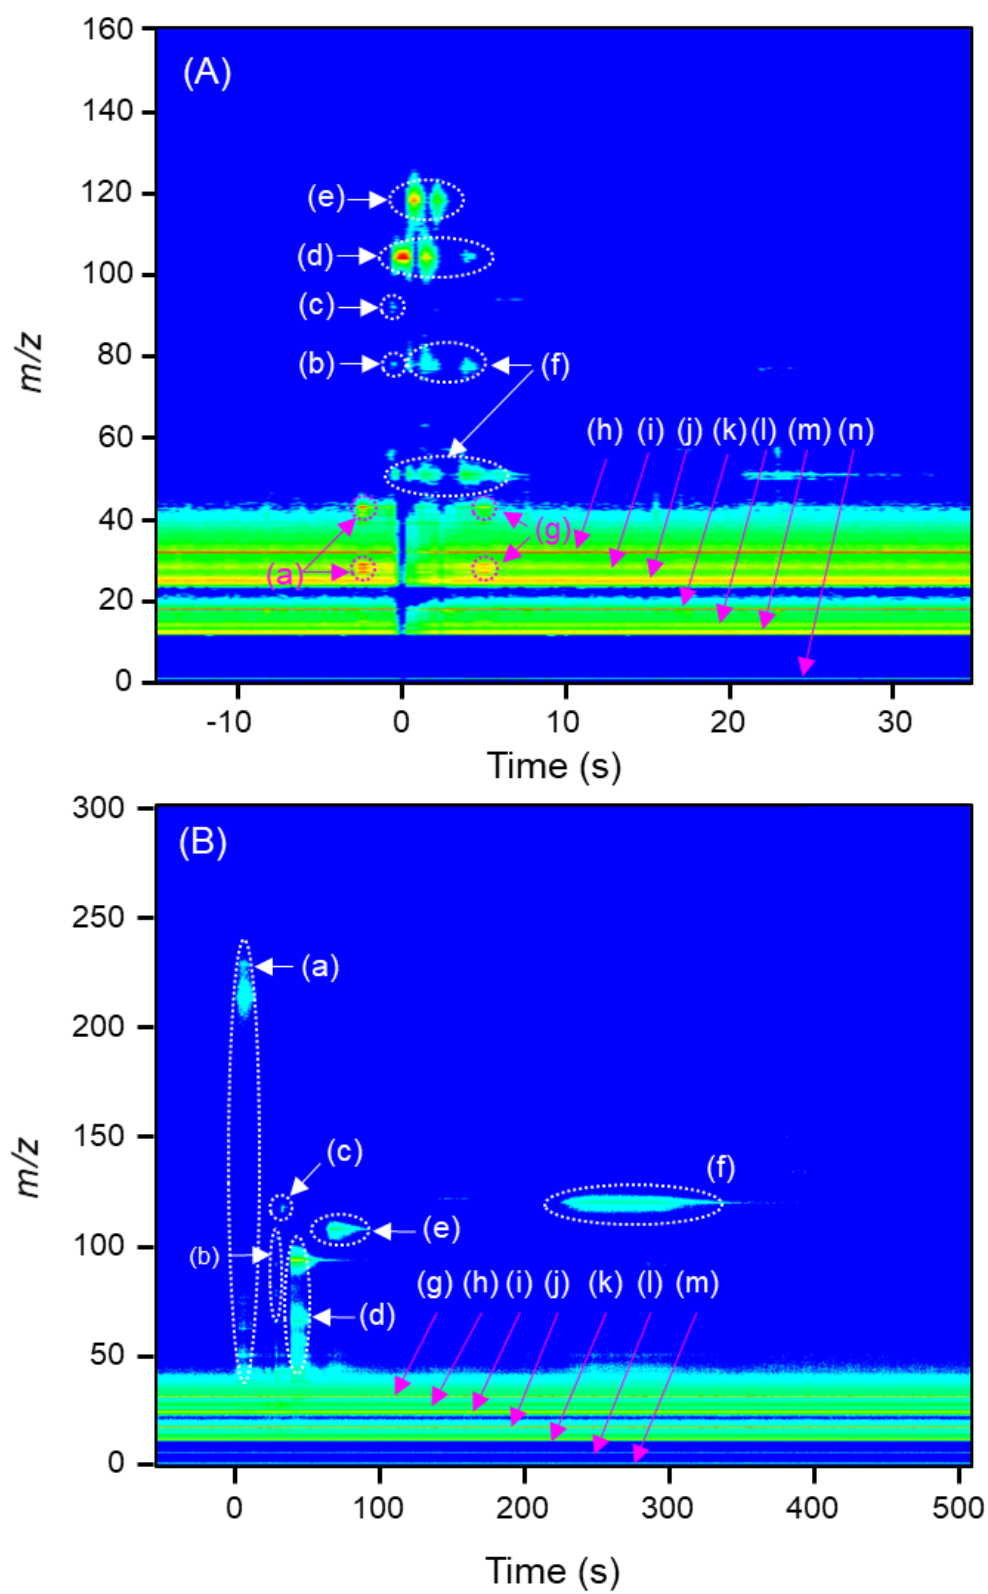 160
(A)
140
120
(e)
(d)
100
(c)
m/z
80
(b)
(f)
60
(h) (i) (j) (k) (l) (m) (n)
40
(g)
(a)
20
0
-10 0 10 20 30
Time (s)
300
(B)
250
(a)
200
m/z
150
(c)
(f)
(e)
100
(b)
(g) (h) (i) (j) (k) (l) (m)
(d)
50
0
0 100 200 300 400 500
Time (s)